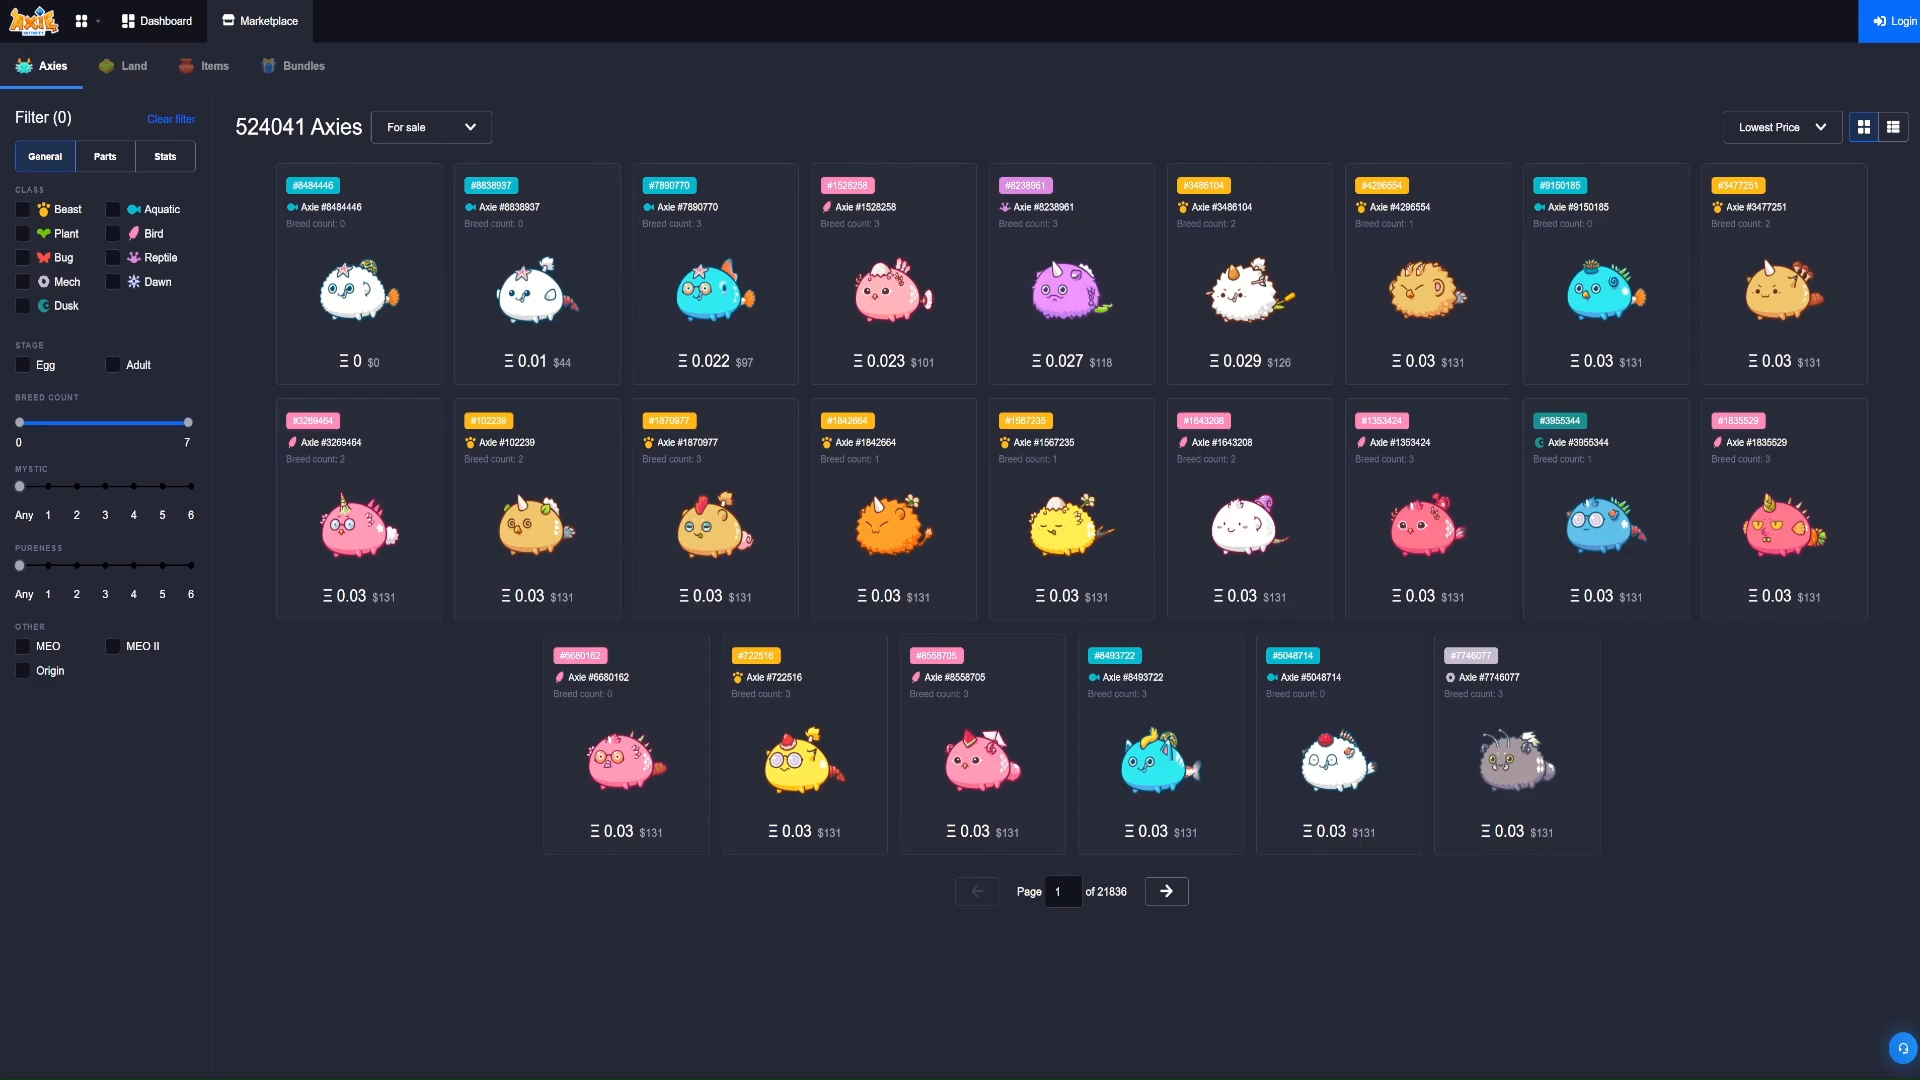 AXIE
INFINITY
Dashboard
Marketplace
Login
Axies
Land
Items
Bundles
Filter (0)
Clear filter
General
Parts
Stats
CLASS
Beast
Aquatic
Plant
Bird
Bug
Reptile
Mech
Dawn
Dusk
STAGE
Egg
Adult
BREED COUNT
0
7
MYSTIC
Any 1 2 3 4 5 6
PURENESS
Any 1 2 3 4 5 6
OTHER
MEO
MEO II
Origin
524041 Axies
For sale
Lowest Price
#8484446
Axie #8484446
Breed count: 0
Ξ 0 $0
#8838937
Axie #8838937
Breed count: 0
Ξ 0.01 $44
#7890770
Axie #7890770
Breed count: 3
Ξ 0.022 $97
#1528258
Axie #1528258
Breed count: 3
Ξ 0.023 $101
#8238961
Axie #8238961
Breed count: 3
Ξ 0.027 $118
#3486104
Axie #3486104
Breed count: 2
Ξ 0.029 $126
#4296554
Axie #4296554
Breed count: 1
Ξ 0.03 $131
#9150185
Axie #9150185
Breed count: 0
Ξ 0.03 $131
#3477251
Axie #3477251
Breed count: 2
Ξ 0.03 $131
#3269464
Axie #3269464
Breed count: 2
Ξ 0.03 $131
#102239
Axie #102239
Breed count: 2
Ξ 0.03 $131
#1870977
Axie #1870977
Breed count: 3
Ξ 0.03 $131
#1842664
Axie #1842664
Breed count: 1
Ξ 0.03 $131
#1567235
Axie #1567235
Breed count: 1
Ξ 0.03 $131
#1643208
Axie #1643208
Breed count: 2
Ξ 0.03 $131
#1353424
Axie #1353424
Breed count: 3
Ξ 0.03 $131
#3955344
Axie #3955344
Breed count: 1
Ξ 0.03 $131
#1835529
Axie #1835529
Breed count: 3
Ξ 0.03 $131
#6680162
Axie #6680162
Breed count: 0
Ξ 0.03 $131
#722516
Axie #722516
Breed count: 3
Ξ 0.03 $131
#8558705
Axie #8558705
Breed count: 3
Ξ 0.03 $131
#8493722
Axie #8493722
Breed count: 3
Ξ 0.03 $131
#5048714
Axie #5048714
Breed count: 0
Ξ 0.03 $131
#7746077
Axie #7746077
Breed count: 3
Ξ 0.03 $131
Page 1 of 21836